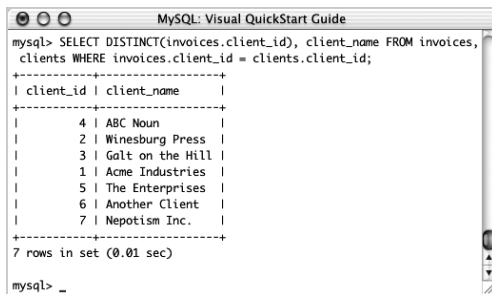 MySQL: Visual QuickStart Guide
mysql> SELECT DISTINCT(invoices.client_id), client_name FROM invoices,
clients WHERE invoices.client_id = clients.client_id;
+-----------+------------------+
| client_id | client_name      |
+-----------+------------------+
|         4 | ABC Noun         |
|         2 | Winesburg Press  |
|         3 | Galt on the Hill |
|         1 | Acme Industries  |
|         5 | The Enterprises  |
|         6 | Another Client   |
|         7 | Nepotism Inc.    |
+-----------+------------------+
7 rows in set (0.01 sec)
mysql> _